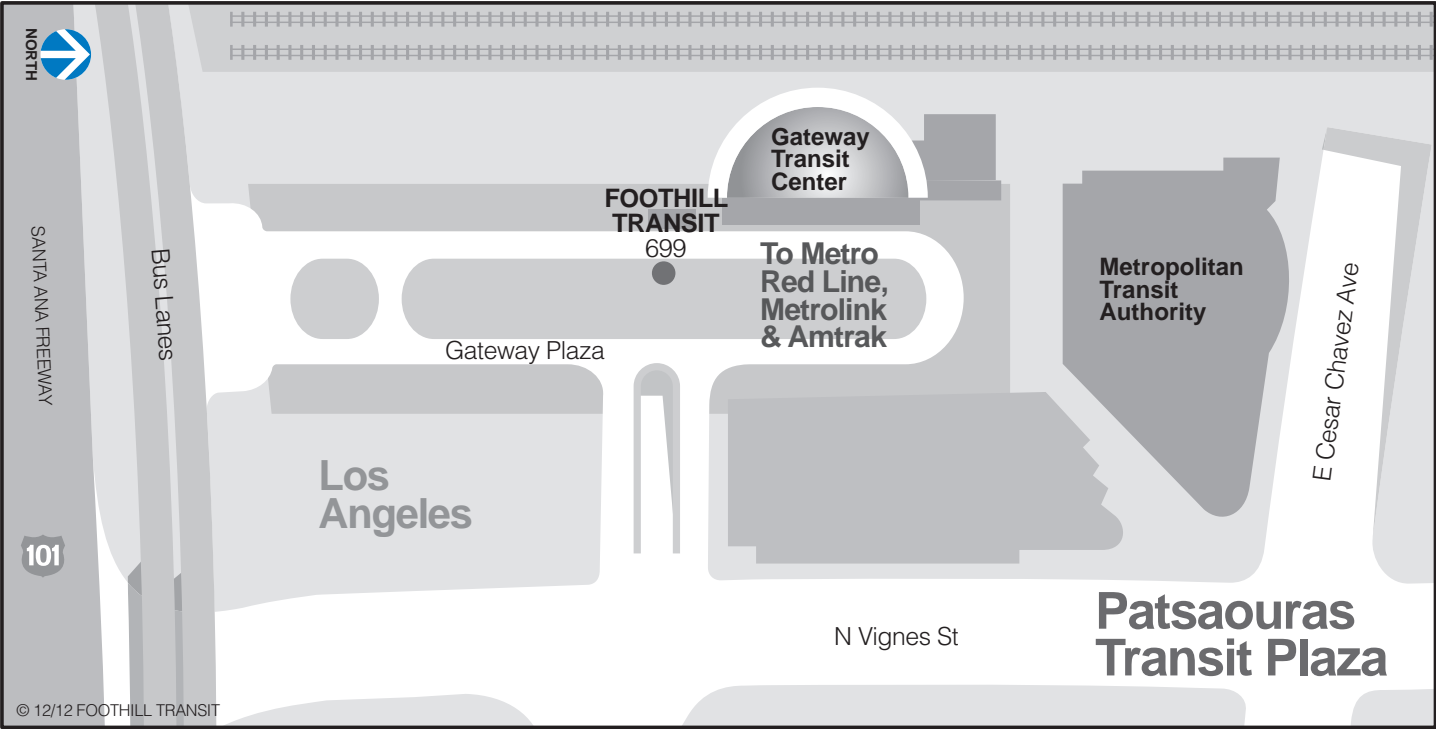 NORTH
Gateway
Transit
Center
FOOTHILL
TRANSIT
699
To Metro
Red Line,
Metrolink
& Amtrak
Metropolitan
Transit
Authority
SANTA ANA FREEWAY
Bus Lanes
E Cesar Chavez Ave
Gateway Plaza
Los
Angeles
101
N Vignes St
Patsaouras
Transit Plaza
© 12/12 FOOTHILL TRANSIT